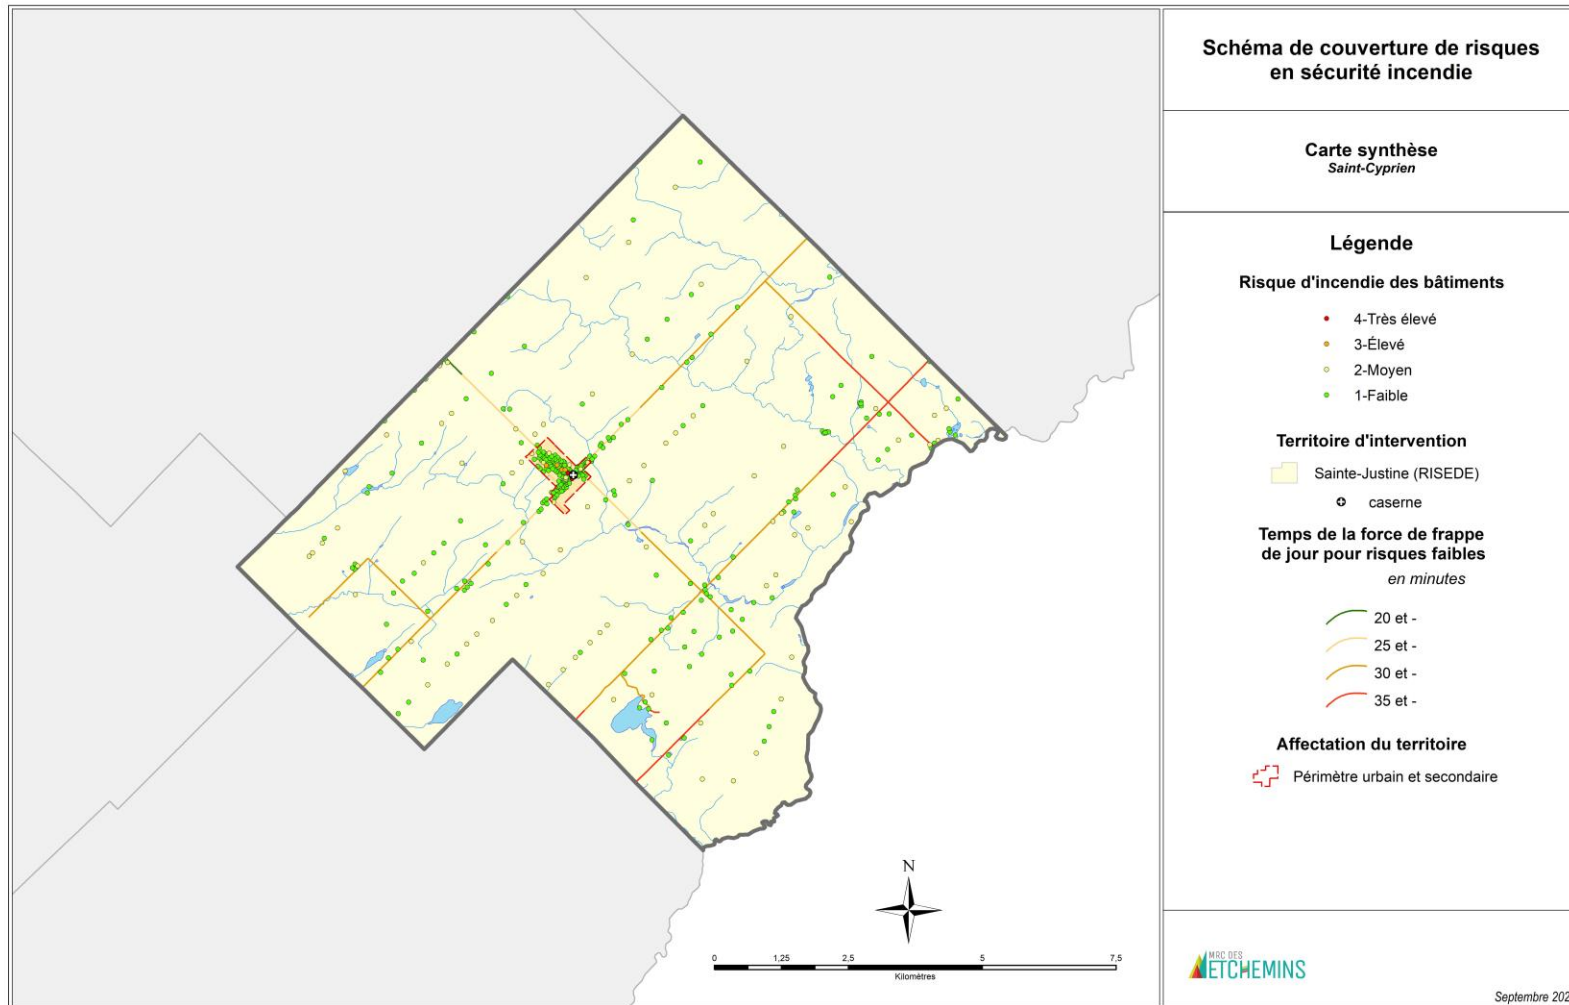 Schéma de couverture de risques
en sécurité incendie
Carte synthèse
Saint-Cyprien
Légende
Risque d'incendie des bâtiments
4-Très élevé
3-Élevé
2-Moyen
1-Faible
Territoire d'intervention
Sainte-Justine (RISEDE)
caserne
Temps de la force de frappe
de jour pour risques faibles
en minutes
20 et -
25 et -
30 et -
35 et -
Affectation du territoire
Périmètre urbain et secondaire
N
0 1,25 2,5 5 7,5
Kilomètres
MRC DES
ETCHEMINS
Septembre 202